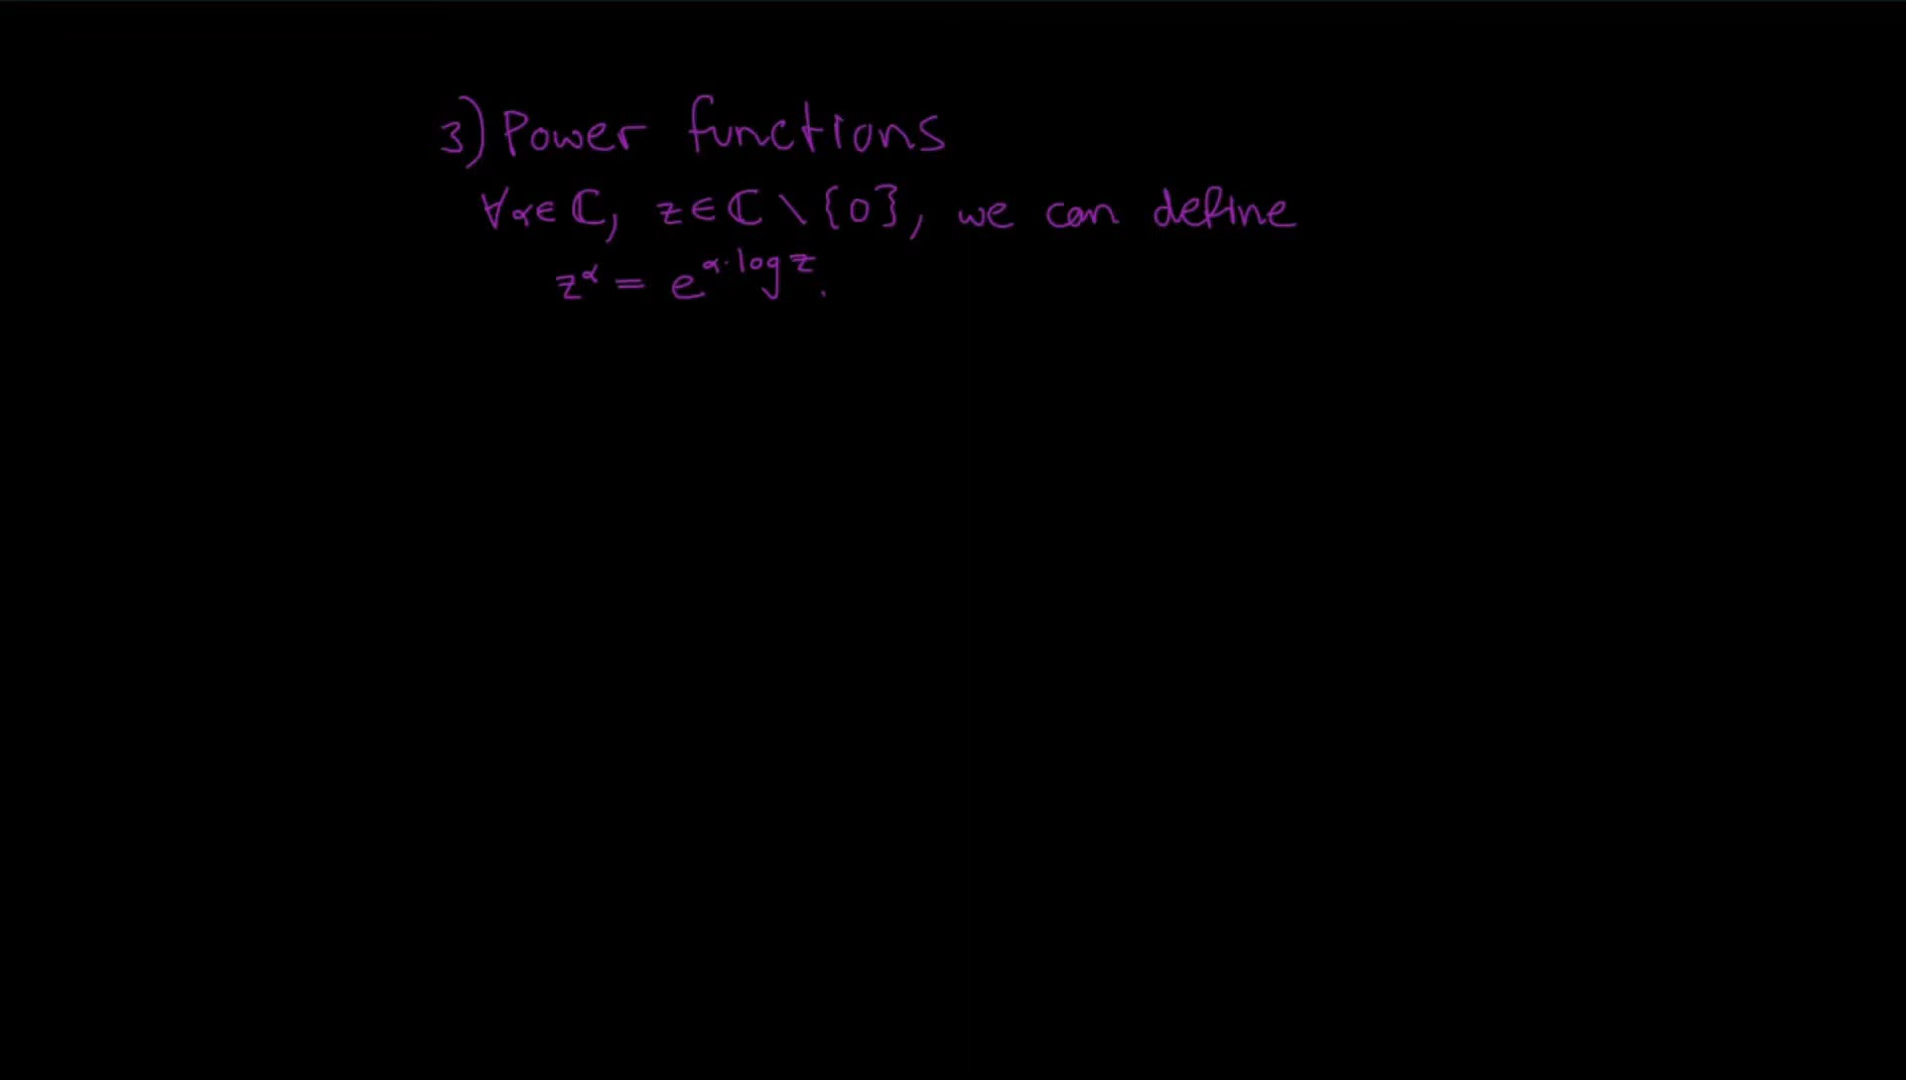 3) Power functions
∀α∈ℂ, z∈ℂ\{0}, we can define
z^α = e^{α·log z}.